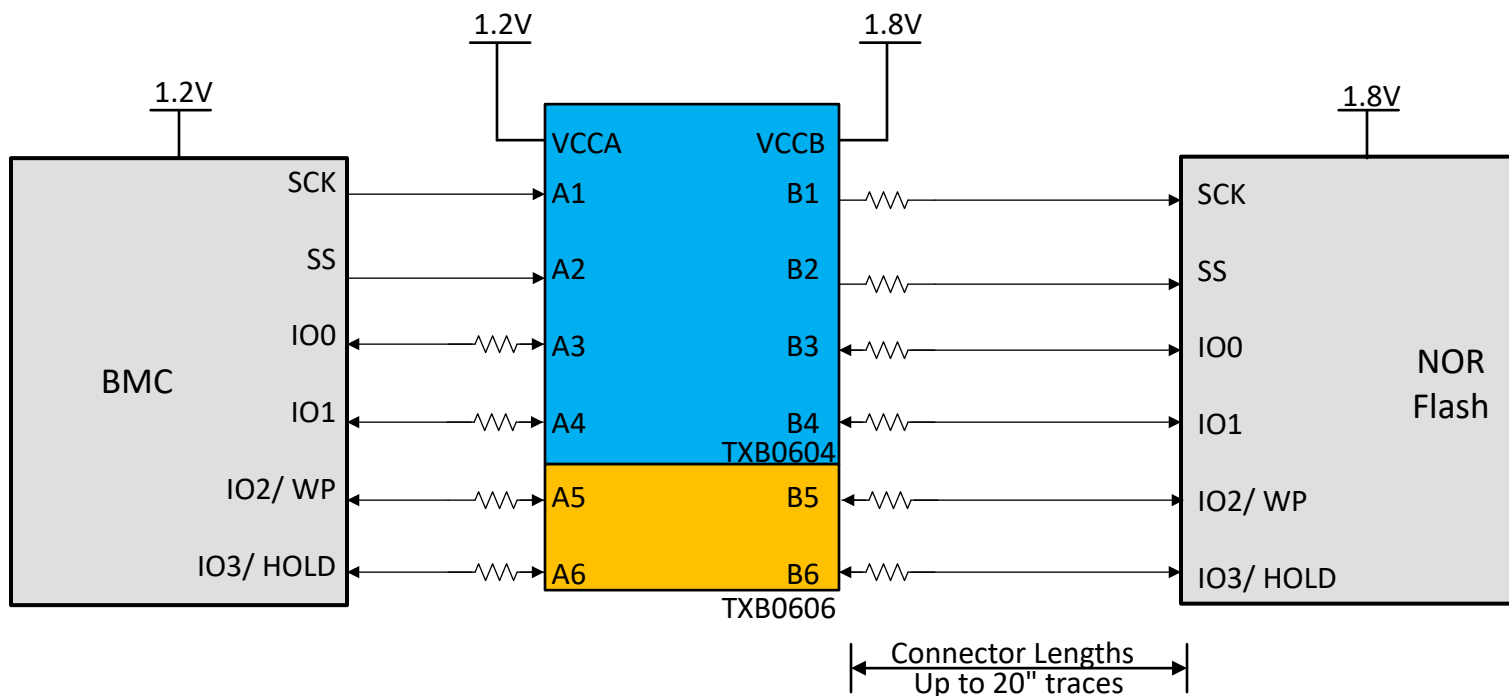 1.2V
1.8V
1.2V
1.8V
VCCA
VCCB
SCK
A1
B1
SCK
SS
A2
B2
SS
IO0
A3
B3
IO0
BMC
NOR
Flash
IO1
A4
B4
IO1
TXB0604
IO2/ WP
A5
B5
IO2/ WP
IO3/ HOLD
A6
B6
IO3/ HOLD
TXB0606
Connector Lengths
Up to 20" traces